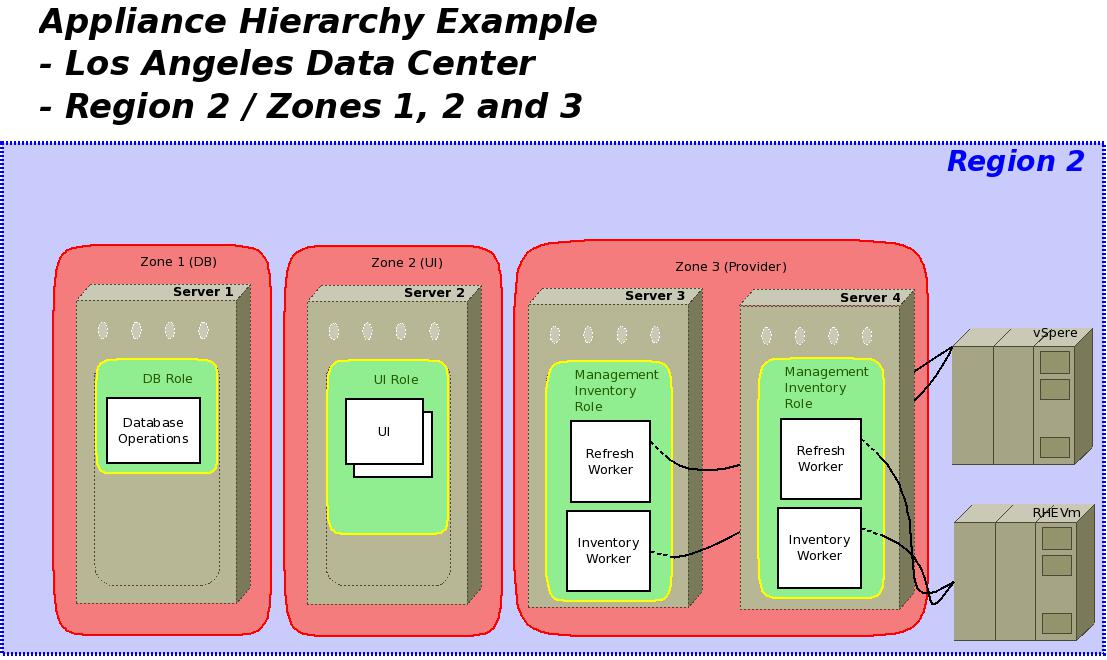 Appliance Hierarchy Example
- Los Angeles Data Center
- Region 2 / Zones 1, 2 and 3
Region 2
Zone 1 (DB)
Server 1
DB Role
Database
Operations
Zone 2 (UI)
Server 2
UI Role
UI
Zone 3 (Provider)
Server 3
Management
Inventory
Role
Refresh
Worker
Inventory
Worker
Server 4
Management
Inventory
Role
Refresh
Worker
Inventory
Worker
vSpere
RHEVm